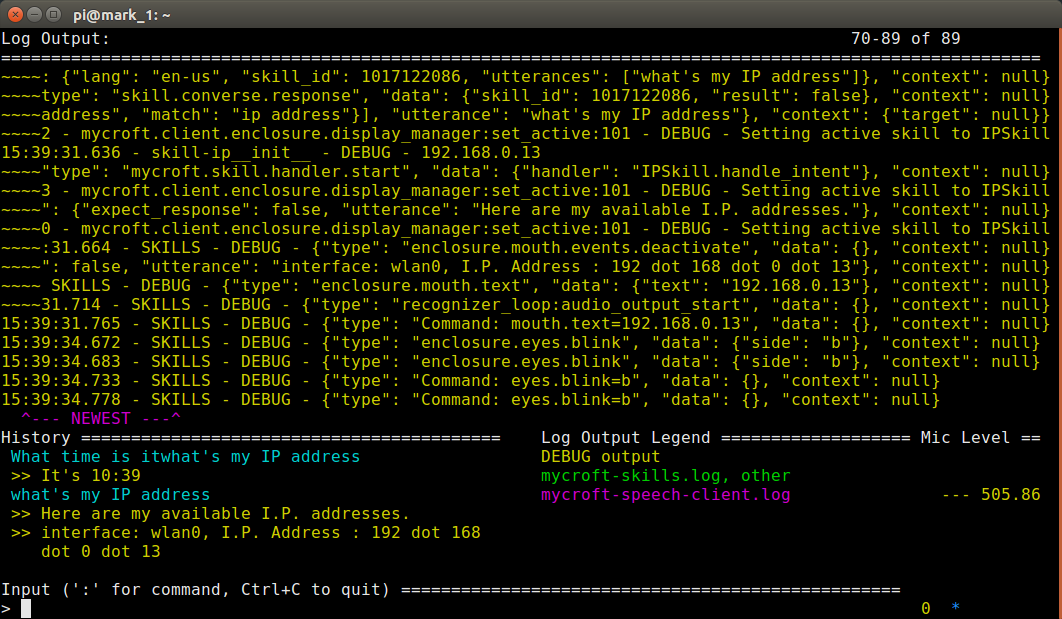 pi@mark_1: ~
Log Output: 70-89 of 89
========================================================================================================
~~~~: {"lang": "en-us", "skill_id": 1017122086, "utterances": ["what's my IP address"]}, "context": null}
~~~~type": "skill.converse.response", "data": {"skill_id": 1017122086, "result": false}, "context": null}
~~~~address", "match": "ip address"}], "utterance": "what's my IP address"}, "context": {"target": null}}
~~~~2 - mycroft.client.enclosure.display_manager:set_active:101 - DEBUG - Setting active skill to IPSkill
15:39:31.636 - skill-ip__init__ - DEBUG - 192.168.0.13
~~~~"type": "mycroft.skill.handler.start", "data": {"handler": "IPSkill.handle_intent"}, "context": null}
~~~~3 - mycroft.client.enclosure.display_manager:set_active:101 - DEBUG - Setting active skill to IPSkill
~~~~": {"expect_response": false, "utterance": "Here are my available I.P. addresses."}, "context": null}
~~~~0 - mycroft.client.enclosure.display_manager:set_active:101 - DEBUG - Setting active skill to IPSkill
~~~~:31.664 - SKILLS - DEBUG - {"type": "enclosure.mouth.events.deactivate", "data": {}, "context": null}
~~~~": false, "utterance": "interface: wlan0, I.P. Address : 192 dot 168 dot 0 dot 13"}, "context": null}
~~~~ SKILLS - DEBUG - {"type": "enclosure.mouth.text", "data": {"text": "192.168.0.13"}, "context": null}
~~~~31.714 - SKILLS - DEBUG - {"type": "recognizer_loop:audio_output_start", "data": {}, "context": null}
15:39:31.765 - SKILLS - DEBUG - {"type": "Command: mouth.text=192.168.0.13", "data": {}, "context": null}
15:39:34.672 - SKILLS - DEBUG - {"type": "enclosure.eyes.blink", "data": {"side": "b"}, "context": null}
15:39:34.683 - SKILLS - DEBUG - {"type": "enclosure.eyes.blink", "data": {"side": "b"}, "context": null}
15:39:34.733 - SKILLS - DEBUG - {"type": "Command: eyes.blink=b", "data": {}, "context": null}
15:39:34.778 - SKILLS - DEBUG - {"type": "Command: eyes.blink=b", "data": {}, "context": null}
^--- NEWEST ---^
History ========================================== Log Output Legend =================== Mic Level ==
What time is itwhat's my IP address DEBUG output
>> It's 10:39 mycroft-skills.log, other
what's my IP address mycroft-speech-client.log --- 505.86
>> Here are my available I.P. addresses.
>> interface: wlan0, I.P. Address : 192 dot 168
dot 0 dot 13
Input (':' for command, Ctrl+C to quit) ==================================================
> 0 *